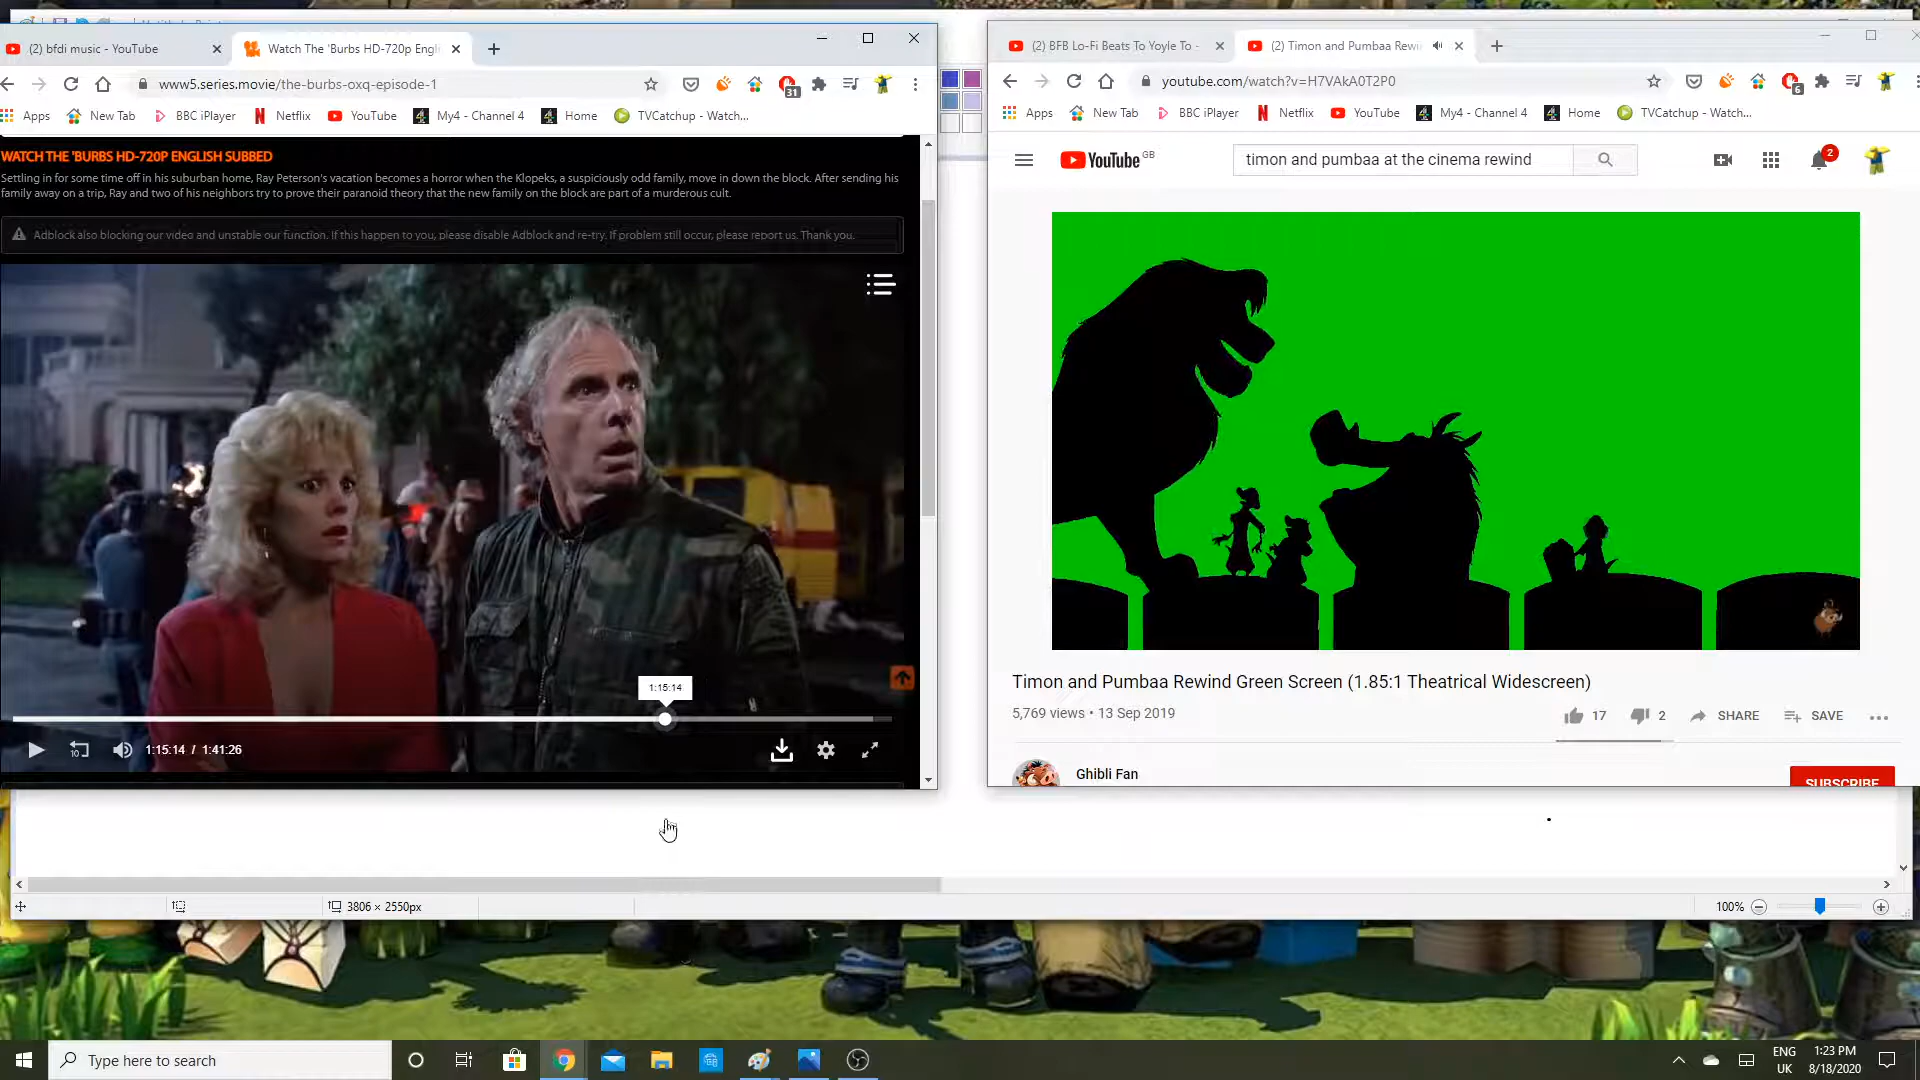 (2) bfdi music - YouTube
Watch The 'Burbs HD-720p Engl
www5.series.movie/the-burbs-oxq-episode-1
31
Apps
New Tab
BBC iPlayer
Netflix
YouTube
My4 - Channel 4
Home
TVCatchup - Watch...
WATCH THE 'BURBS HD-720P ENGLISH SUBBED
Settling in for some time off in his suburban home, Ray Peterson's vacation becomes a horror when the Klopeks, a suspiciously odd family, move in down the block. After sending his
family away on a trip, Ray and two of his neighbors try to prove their paranoid theory that the new family on the block are part of a murderous cult.
Adblock also blocking our video and unstable our function. If this happen to you, please disable Adblock and re-try. If problem still occur, please report us. Thank you.
1:15:14
10
1:15:14 / 1:41:26
(2) BFB Lo-Fi Beats To Yoyle To -
(2) Timon and Pumbaa Rewi
youtube.com/watch?v=H7VAkA0T2P0
6
Apps
New Tab
BBC iPlayer
Netflix
YouTube
My4 - Channel 4
Home
TVCatchup - Watch...
YouTube GB
timon and pumbaa at the cinema rewind
2
Timon and Pumbaa Rewind Green Screen (1.85:1 Theatrical Widescreen)
5,769 views • 13 Sep 2019
17
2
SHARE
SAVE
Ghibli Fan
SUBSCRIBE
3806 × 2550px
100%
Type here to search
ENG
UK
1:23 PM
8/18/2020